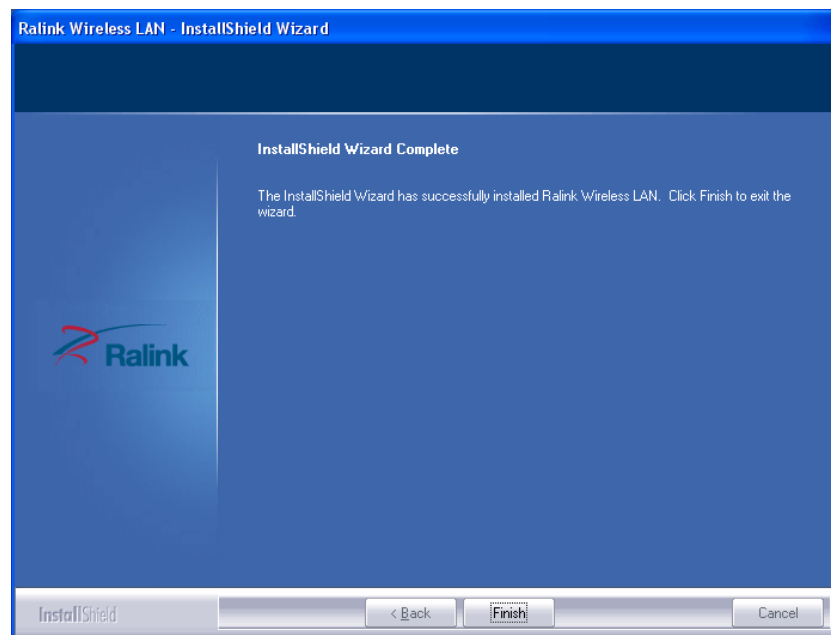 Ralink Wireless LAN - InstallShield Wizard
InstallShield Wizard Complete
The InstallShield Wizard has successfully installed Ralink Wireless LAN. Click Finish to exit the
wizard.
Ralink
InstallShield
< Back
Finish
Cancel